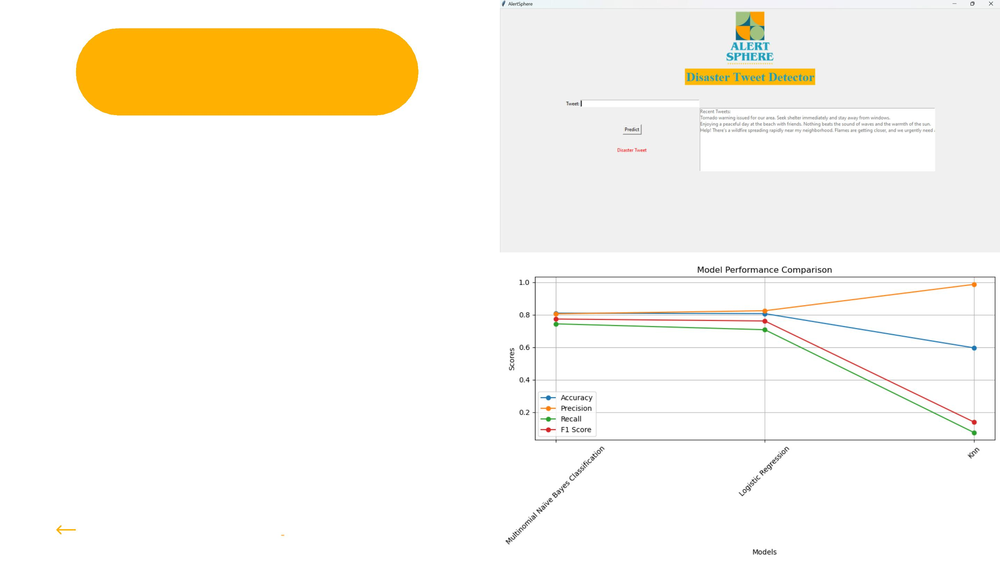 AlertSphere
ALERT
SPHERE
Disaster Tweet Detector
Tweet:
Recent Tweets:
Tornado warning issued for our area. Seek shelter immediately and stay away from windows.
Enjoying a peaceful day at the beach with friends. Nothing beats the sound of waves and the warmth of the sun.
Help! There's a wildfire spreading rapidly near my neighborhood. Flames are getting closer, and we urgently need
Predict
Disaster Tweet
Model Performance Comparison
1.0
0.8
0.6
0.4
0.2
Scores
Accuracy
Precision
Recall
F1 Score
Multinomial Naïve Bayes Classification
Logistic Regression
Knn
Models